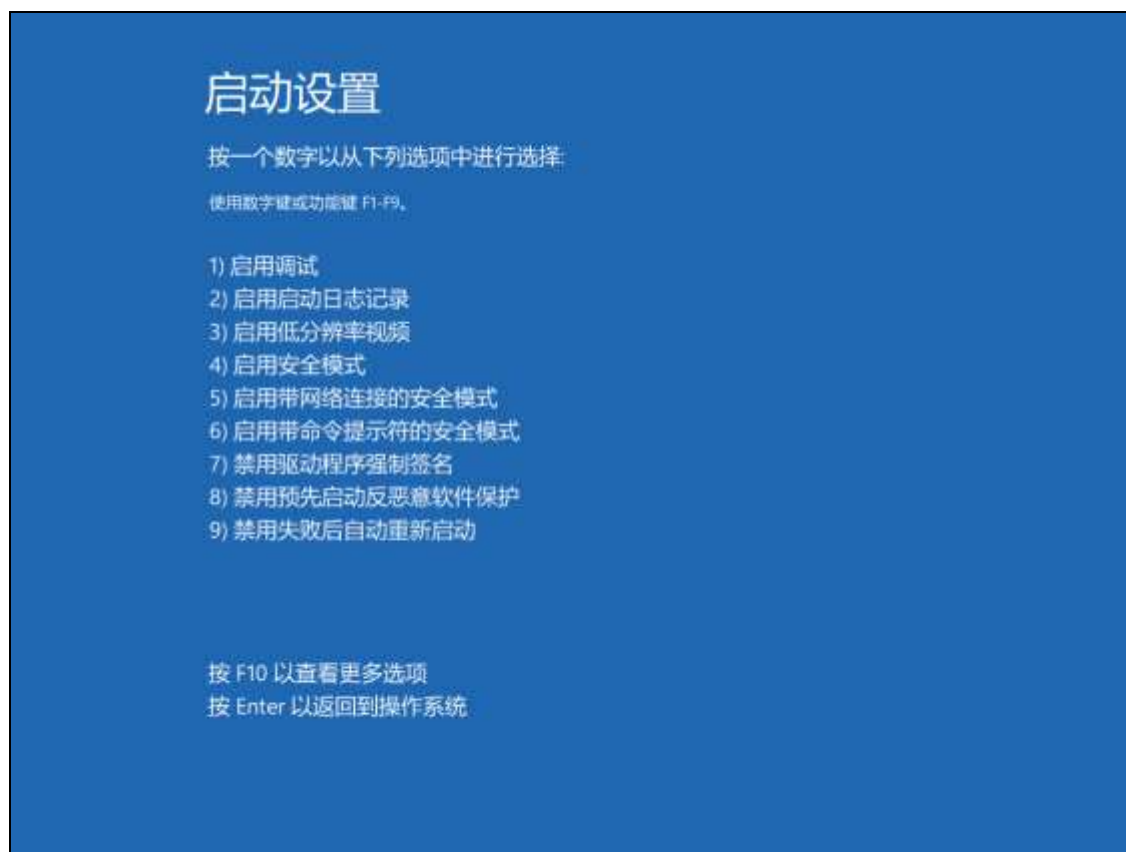 启动设置
按一个数字以从下列选项中进行选择:
使用数字键或功能键 F1-F9。
1) 启用调试
2) 启用启动日志记录
3) 启用低分辨率视频
4) 启用安全模式
5) 启用带网络连接的安全模式
6) 启用带命令提示符的安全模式
7) 禁用驱动程序强制签名
8) 禁用预先启动反恶意软件保护
9) 禁用失败后自动重新启动
按 F10 以查看更多选项
按 Enter 以返回到操作系统